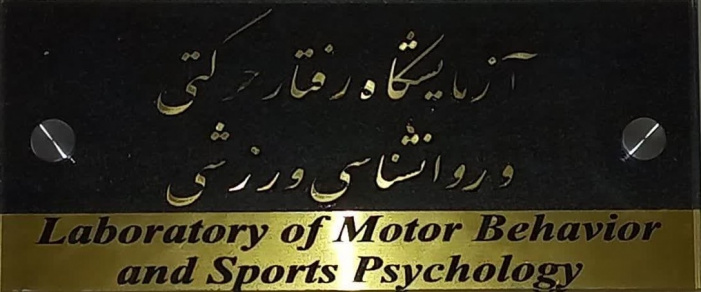 آزمایشگاه رفتار حرکتی
و روانشناسی ورزشی
Laboratory of Motor Behavior
and Sports Psychology